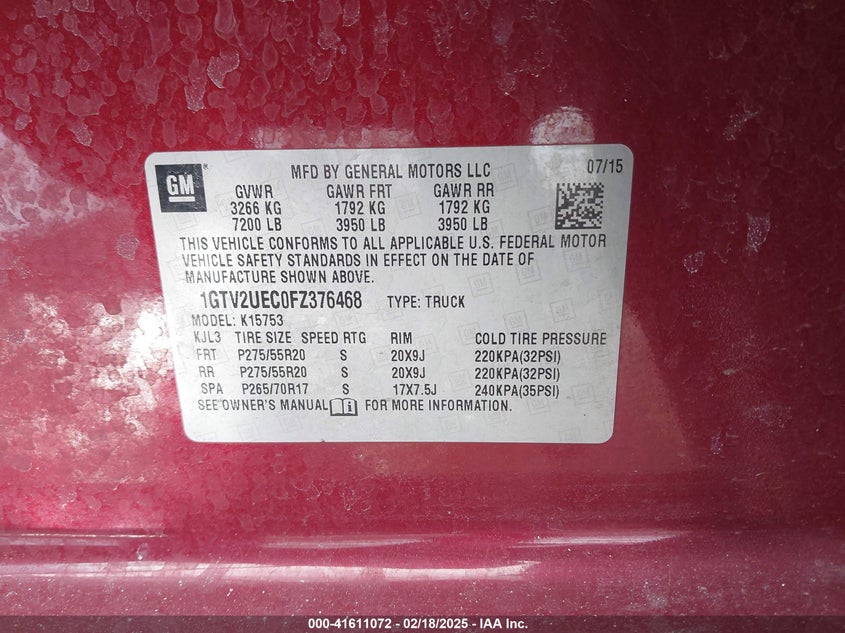 GM
MFD BY GENERAL MOTORS LLC 07/15
GVWR GAWR FRT GAWR RR
3266 KG 1792 KG 1792 KG
7200 LB 3950 LB 3950 LB
THIS VEHICLE CONFORMS TO ALL APPLICABLE U.S. FEDERAL MOTOR
VEHICLE SAFETY STANDARDS IN EFFECT ON THE DATE OF
MANUFACTURE SHOWN ABOVE.
1GTV2UEC0FZ376468 TYPE: TRUCK
MODEL: K15753
KJL3 TIRE SIZE SPEED RTG RIM COLD TIRE PRESSURE
FRT P275/55R20 S 20X9J 220KPA(32PSI)
RR P275/55R20 S 20X9J 220KPA(32PSI)
SPA P265/70R17 S 17X7.5J 240KPA(35PSI)
SEE OWNER'S MANUAL FOR MORE INFORMATION.
000-41611072 - 02/18/2025 - IAA Inc.